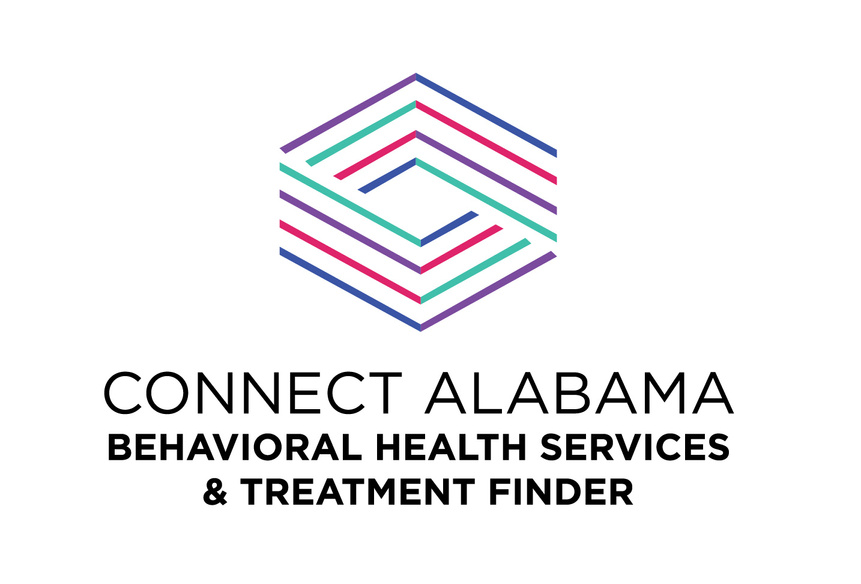 CONNECT ALABAMA
BEHAVIORAL HEALTH SERVICES
& TREATMENT FINDER